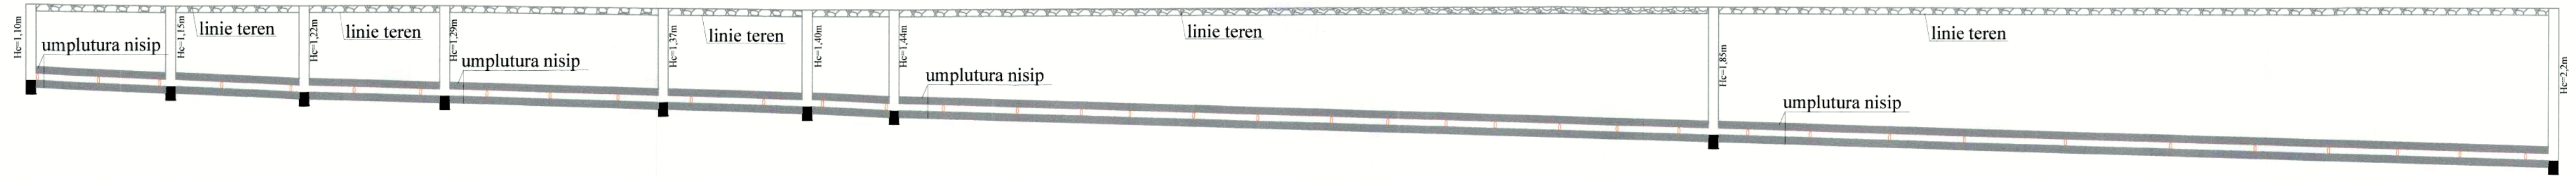 Hc=1,10m
umplutura nisip
Hc=1,15m
linie teren
Hc=1,22m
linie teren
Hc=1,29m
umplutura nisip
Hc=1,37m
linie teren
Hc=1,40m
Hc=1,44m
umplutura nisip
linie teren
Hc=1,85m
umplutura nisip
linie teren
Hc=2,2m